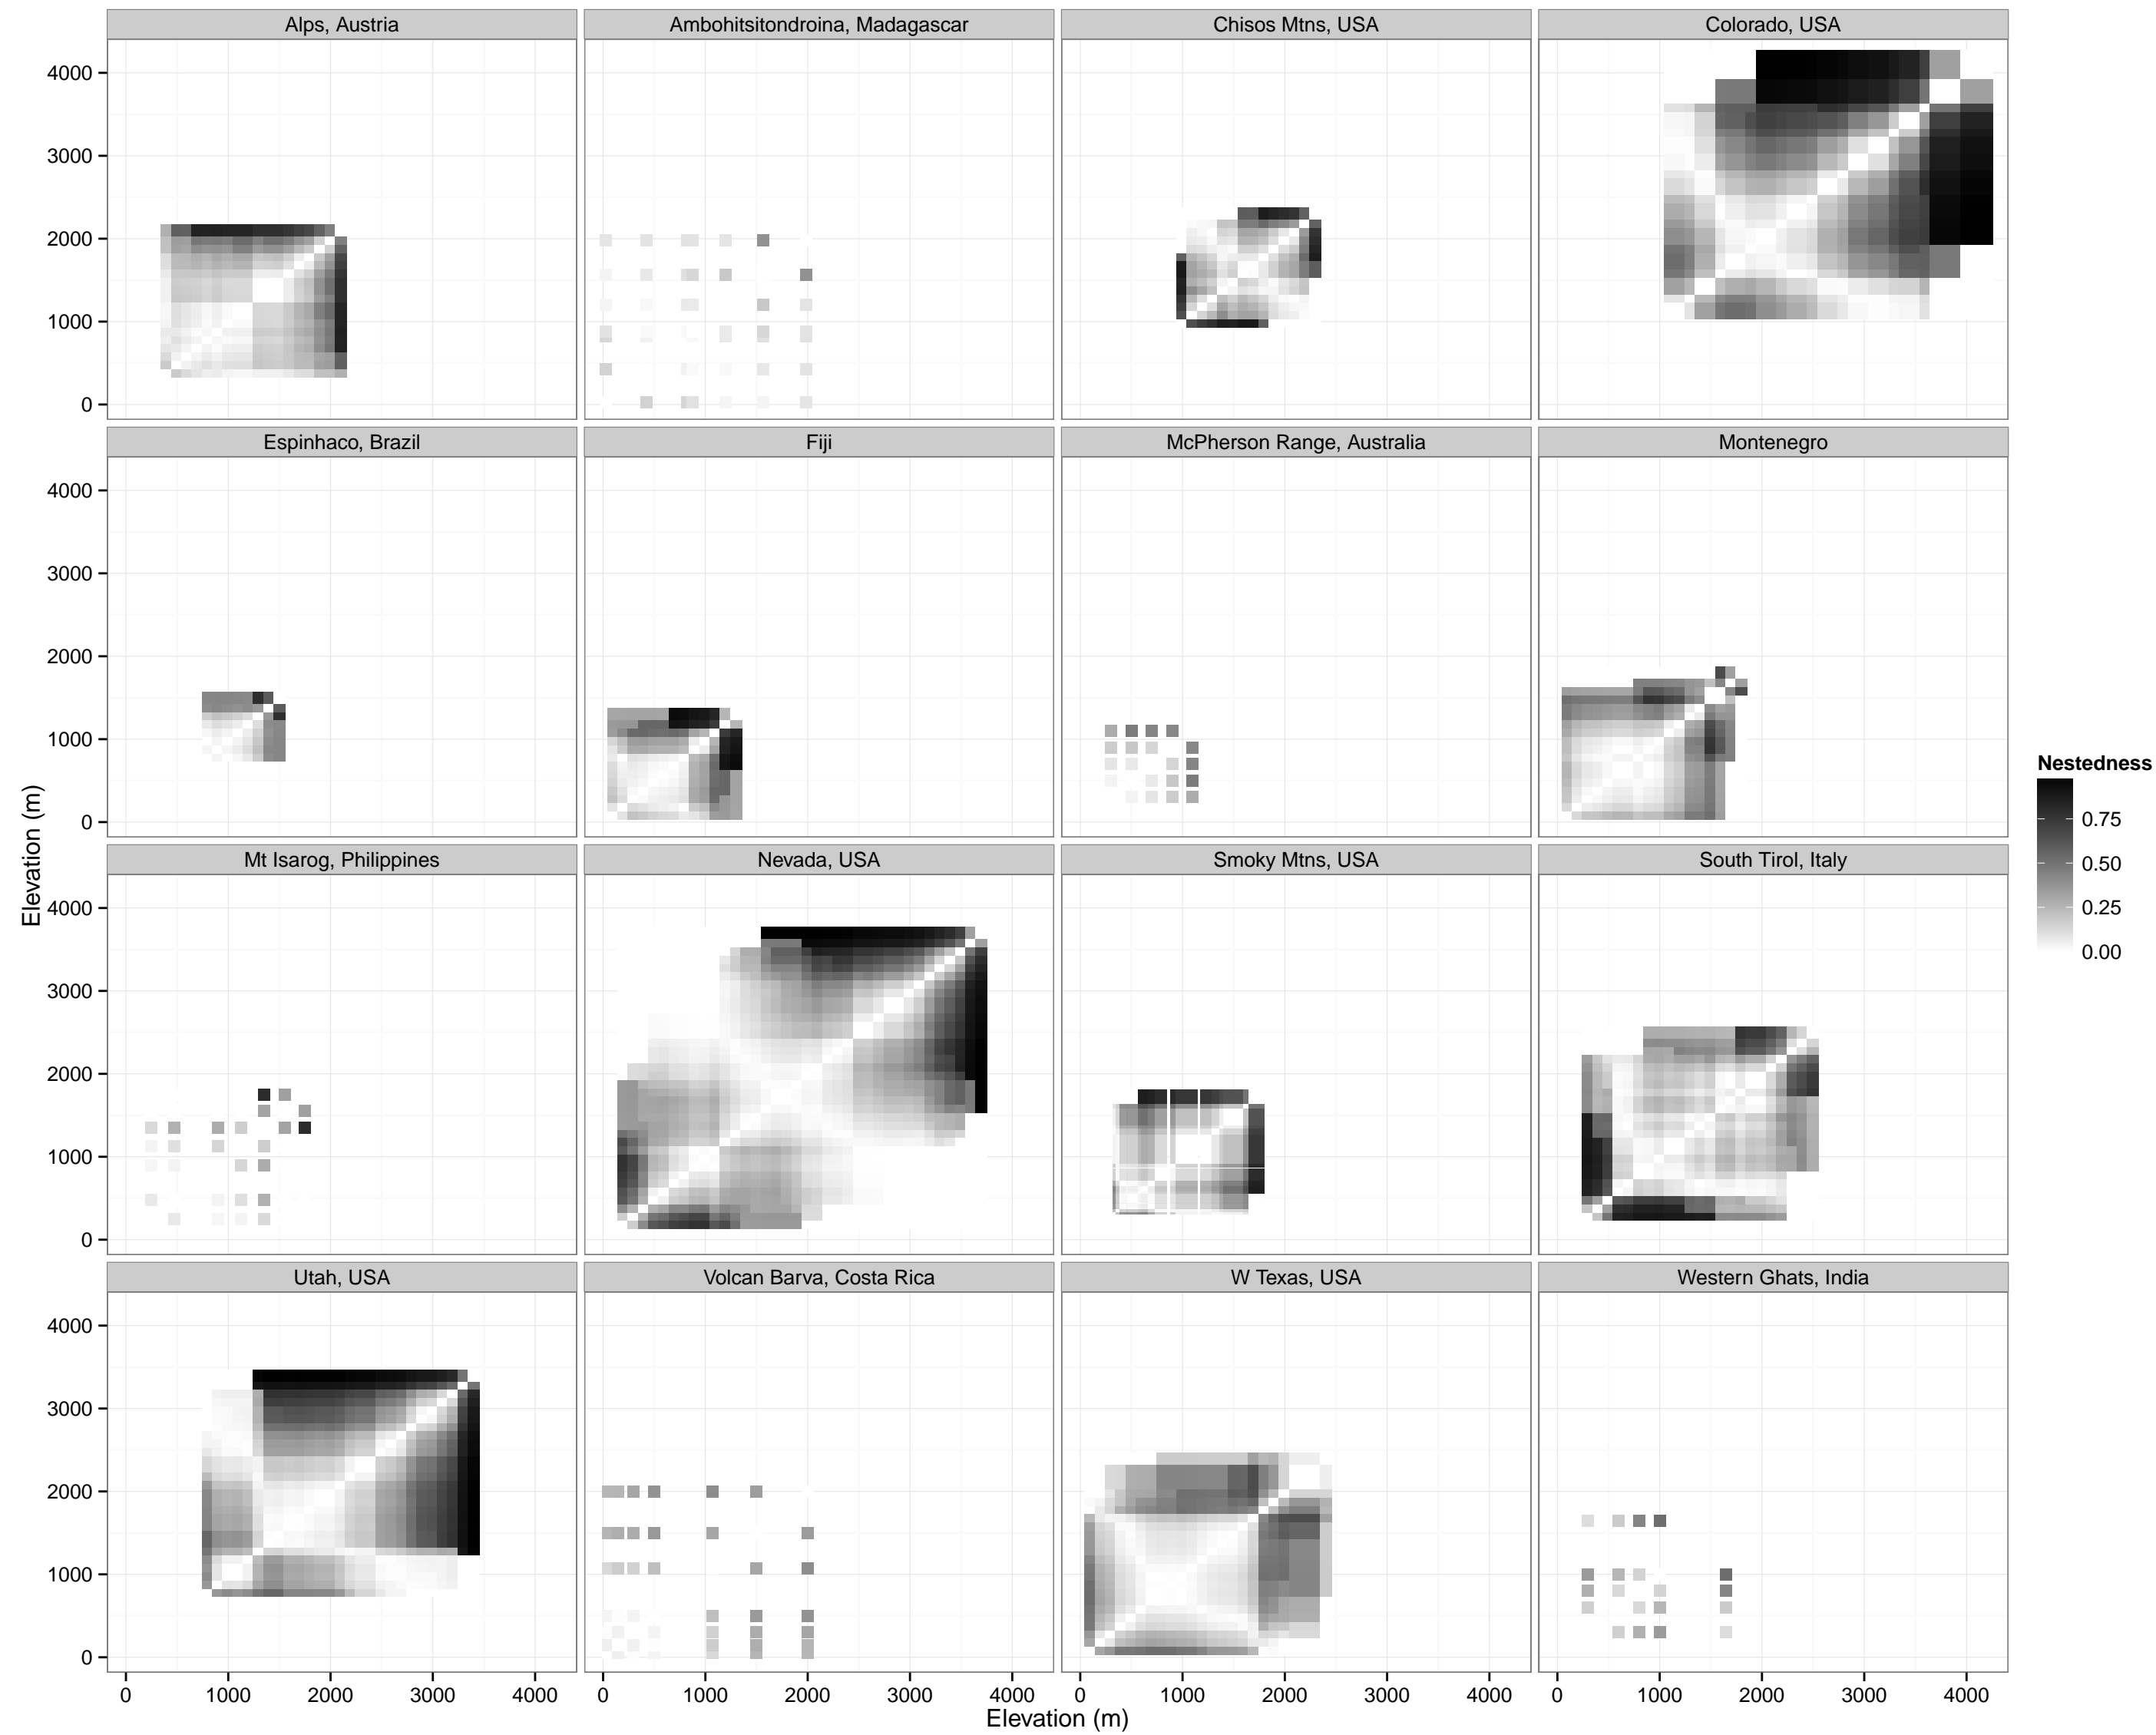 Alps, Austria
Ambohitsitondroina, Madagascar
Chisos Mtns, USA
Colorado, USA
4000
3000
2000
1000
0
Espinhaco, Brazil
Fiji
McPherson Range, Australia
Montenegro
4000
3000
2000
1000
0
Mt Isarog, Philippines
Nevada, USA
Smoky Mtns, USA
South Tirol, Italy
4000
3000
2000
1000
0
Utah, USA
Volcan Barva, Costa Rica
W Texas, USA
Western Ghats, India
4000
3000
2000
1000
0
0 1000 2000 3000 4000
0 1000 2000 3000 4000
0 1000 2000 3000 4000
0 1000 2000 3000 4000
Elevation (m)
Elevation (m)
Nestedness
0.75
0.50
0.25
0.00